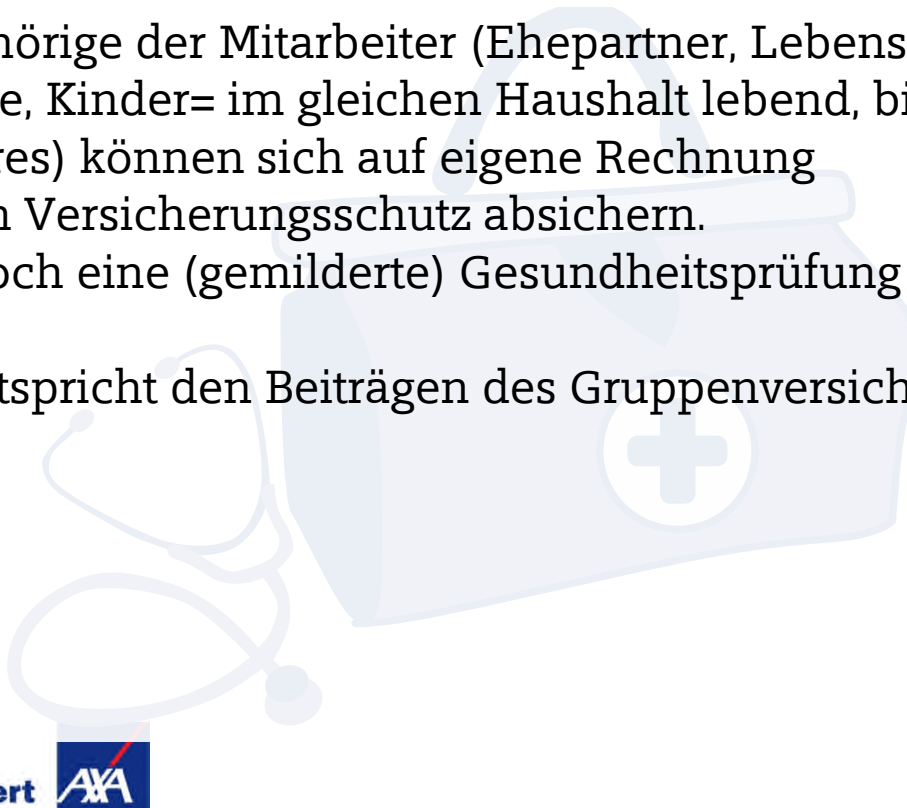 hörige der Mitarbeiter (Ehepartner, Lebens
e, Kinder= im gleichen Haushalt lebend, bi
res) können sich auf eigene Rechnung
n Versicherungsschutz absichern.
och eine (gemilderte) Gesundheitsprüfung
tspricht den Beiträgen des Gruppenversich
ert AXA